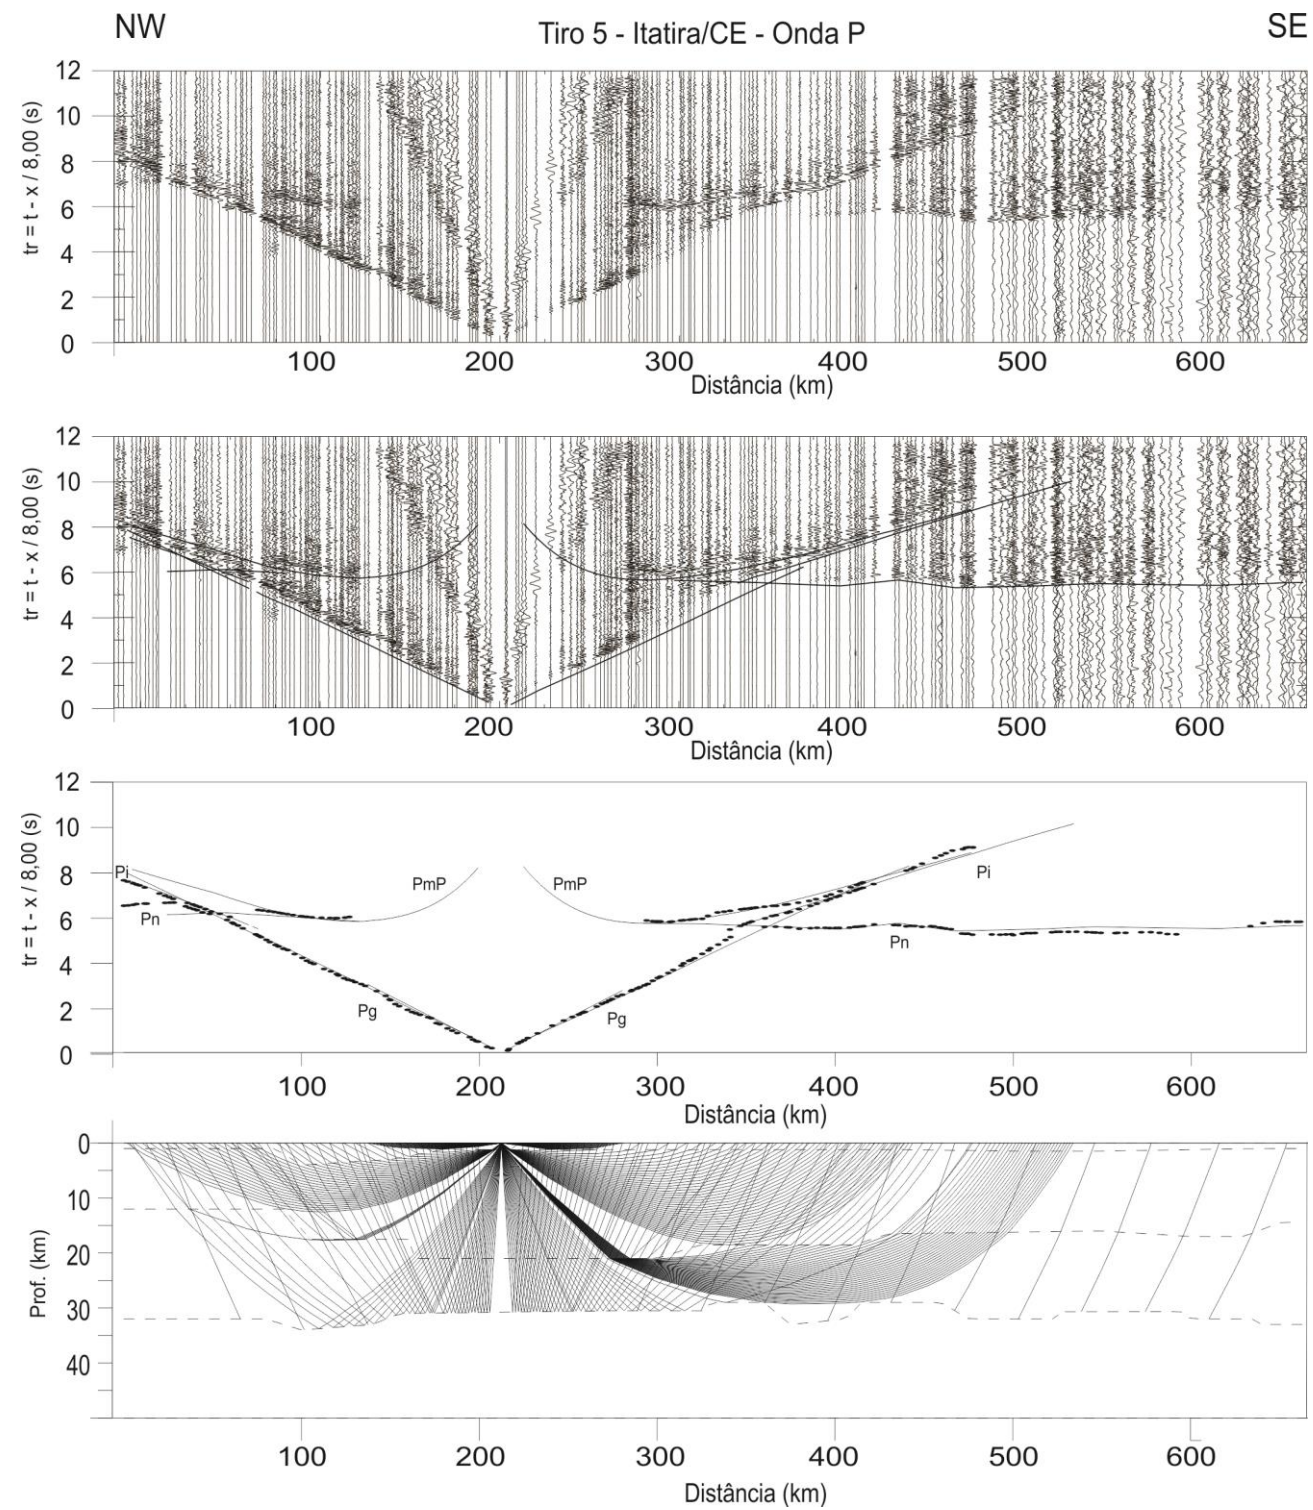 NW Tiro 5 - Itatira/CE - Onda P SE
tr = t - x / 8,00 (s)
12
10
8
6
4
2
0
100 200 300 400 500 600
Distância (km)
tr = t - x / 8,00 (s)
12
10
8
6
4
2
0
100 200 300 400 500 600
Distância (km)
tr = t - x / 8,00 (s)
12
10
8
6
4
2
0
Pi
PmP
PmP
Pi
Pn
Pn
Pg
Pg
100 200 300 400 500 600
Distância (km)
Prof. (km)
0
10
20
30
40
100 200 300 400 500 600
Distância (km)